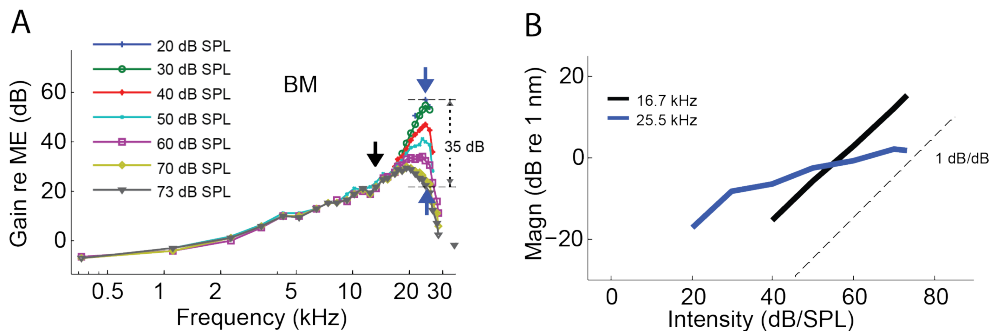 A
20 dB SPL
30 dB SPL
40 dB SPL
50 dB SPL
60 dB SPL
70 dB SPL
73 dB SPL
BM
35 dB
Gain re ME (dB)
60
40
20
0
0.5 1 2 5 10 20 30
Frequency (kHz)
B
16.7 kHz
25.5 kHz
1 dB/dB
Magn (dB re 1 nm)
20
0
−20
0 20 40 60 80
Intensity (dB/SPL)